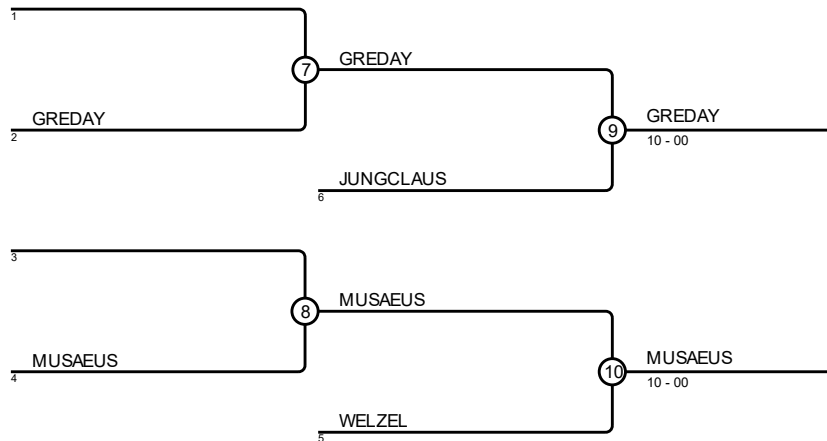 1
7
GREDAY
GREDAY
2
9
GREDAY
10 - 00
JUNGCLAUS
6
3
8
MUSAEUS
MUSAEUS
4
10
MUSAEUS
10 - 00
WELZEL
5